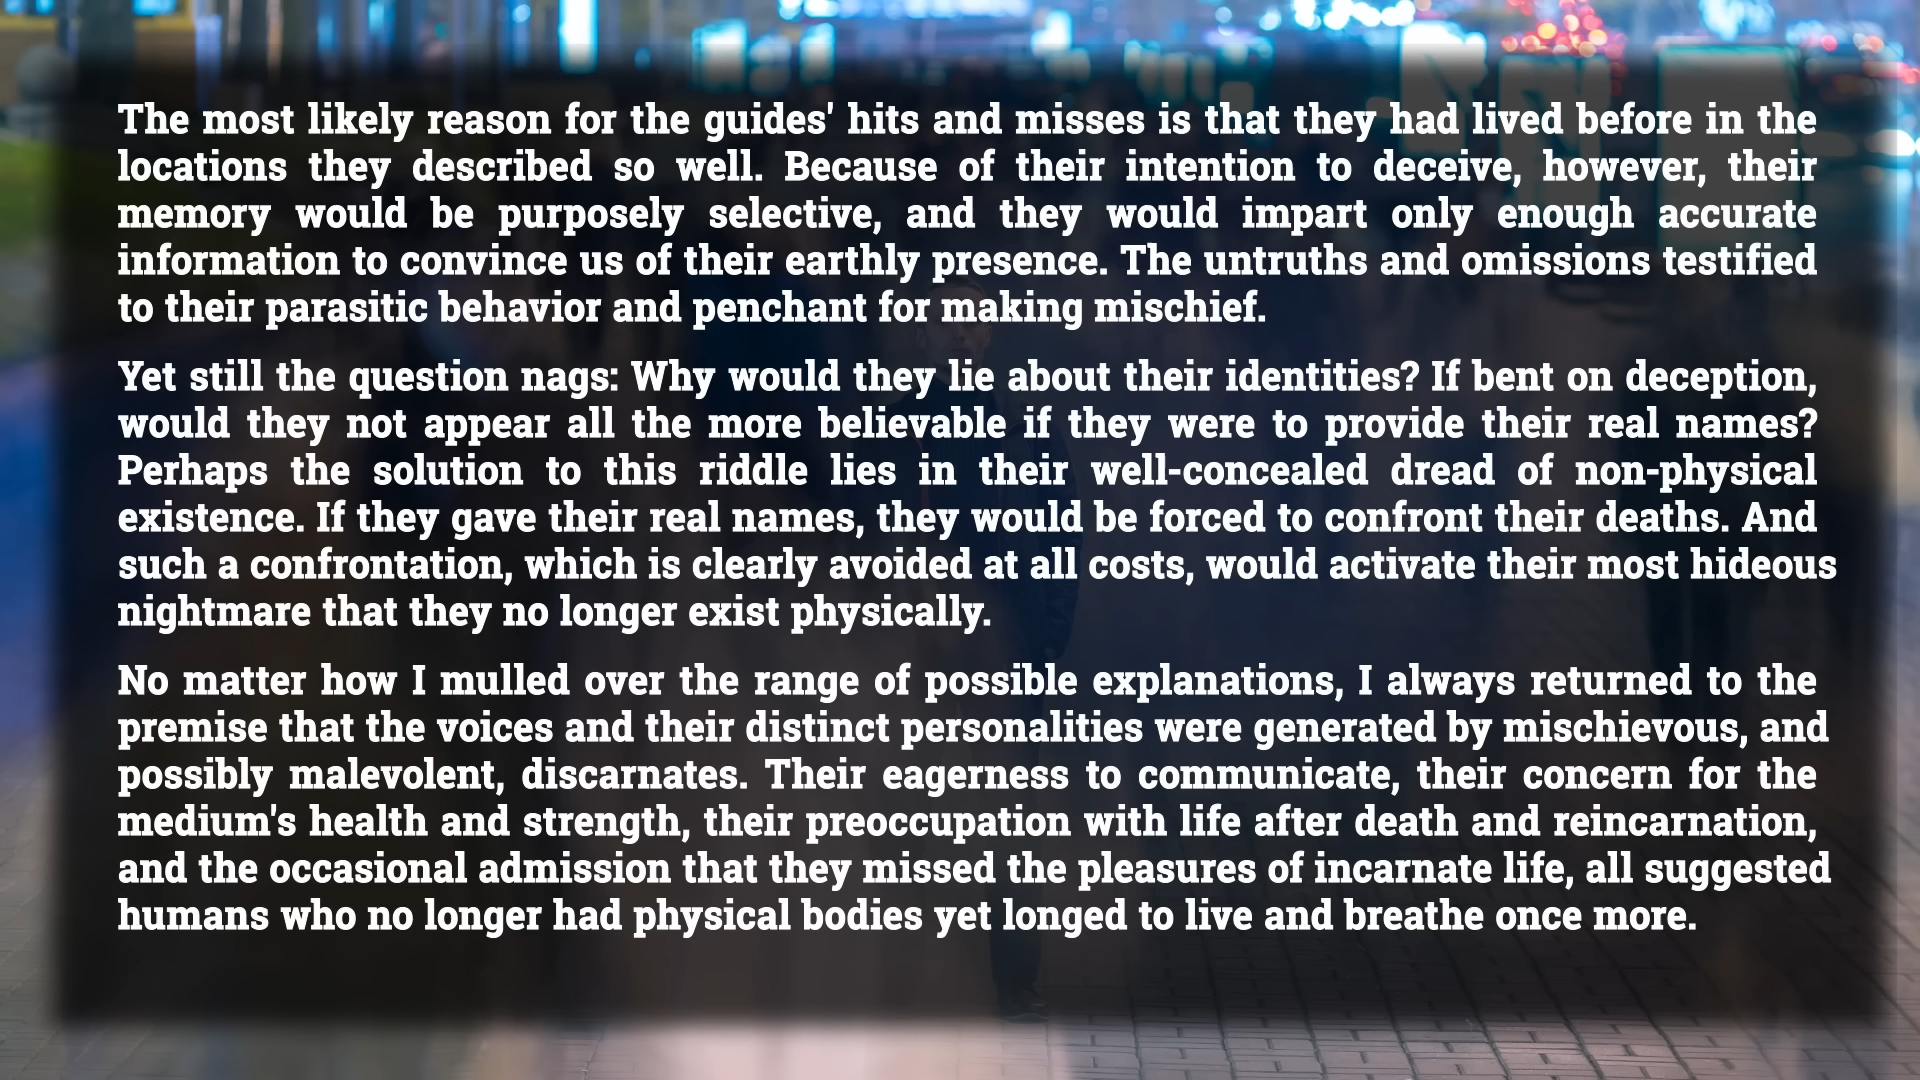 The most likely reason for the guides' hits and misses is that they had lived before in the
locations they described so well. Because of their intention to deceive, however, their
memory would be purposely selective, and they would impart only enough accurate
information to convince us of their earthly presence. The untruths and omissions testified
to their parasitic behavior and penchant for making mischief.
Yet still the question nags: Why would they lie about their identities? If bent on deception,
would they not appear all the more believable if they were to provide their real names?
Perhaps the solution to this riddle lies in their well-concealed dread of non-physical
existence. If they gave their real names, they would be forced to confront their deaths. And
such a confrontation, which is clearly avoided at all costs, would activate their most hideous
nightmare that they no longer exist physically.
No matter how I mulled over the range of possible explanations, I always returned to the
premise that the voices and their distinct personalities were generated by mischievous, and
possibly malevolent, discarnates. Their eagerness to communicate, their concern for the
medium's health and strength, their preoccupation with life after death and reincarnation,
and the occasional admission that they missed the pleasures of incarnate life, all suggested
humans who no longer had physical bodies yet longed to live and breathe once more.